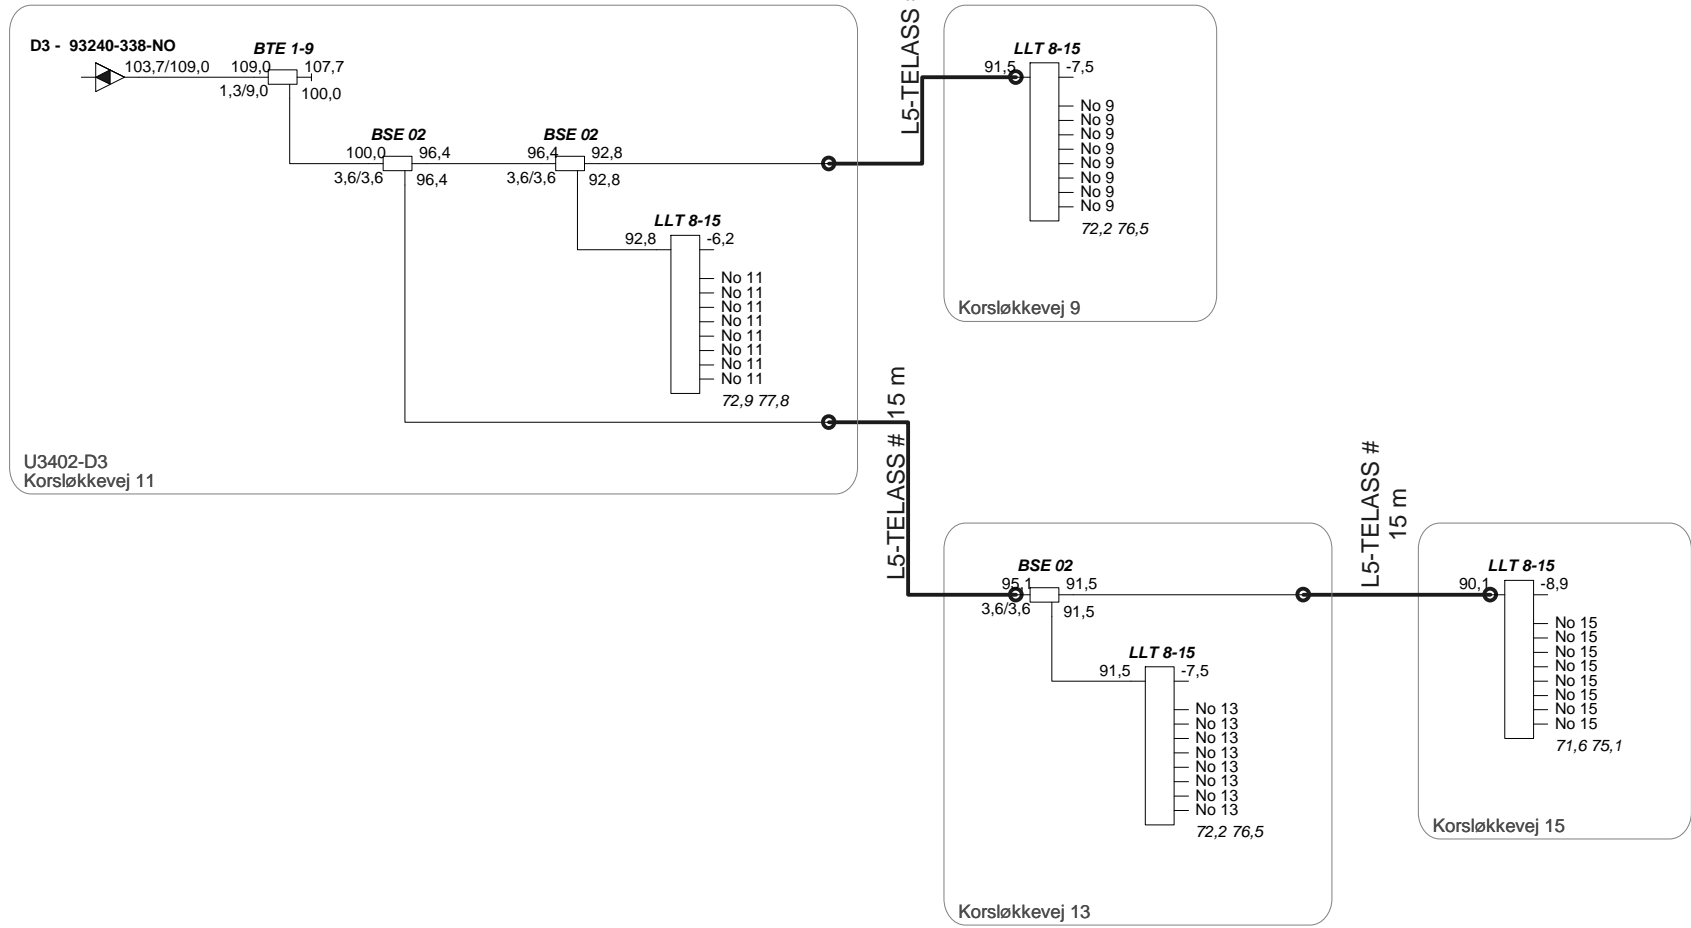 D3 - 93240-338-NO
103,7/109,0
BTE 1-9
109,0
107,7
1,3/9,0
100,0
BSE 02
100,0
96,4
3,6/3,6
96,4
BSE 02
96,4
92,8
3,6/3,6
92,8
LLT 8-15
92,8
-6,2
No 11
No 11
No 11
No 11
No 11
No 11
No 11
No 11
72,9 77,8
U3402-D3
Korsløkkevej 11
L5-TELASS
LLT 8-15
91,5
-7,5
No 9
No 9
No 9
No 9
No 9
No 9
No 9
No 9
72,2 76,5
Korsløkkevej 9
L5-TELASS # 15 m
BSE 02
95,1
91,5
3,6/3,6
91,5
LLT 8-15
91,5
-7,5
No 13
No 13
No 13
No 13
No 13
No 13
No 13
No 13
72,2 76,5
Korsløkkevej 13
L5-TELASS #
15 m
LLT 8-15
90,1
-8,9
No 15
No 15
No 15
No 15
No 15
No 15
No 15
No 15
71,6 75,1
Korsløkkevej 15